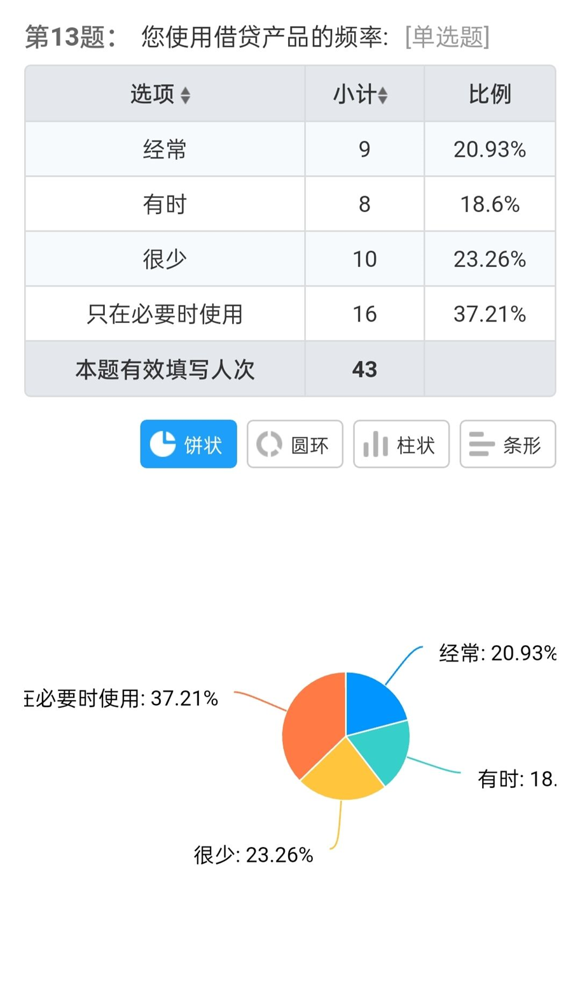 第13题： 您使用借贷产品的频率: [单选题]
选项 小计 比例
经常 9 20.93%
有时 8 18.6%
很少 10 23.26%
只在必要时使用 16 37.21%
本题有效填写人次 43
饼状 圆环 柱状 条形
经常: 20.93%
在必要时使用: 37.21%
有时: 18.
很少: 23.26%